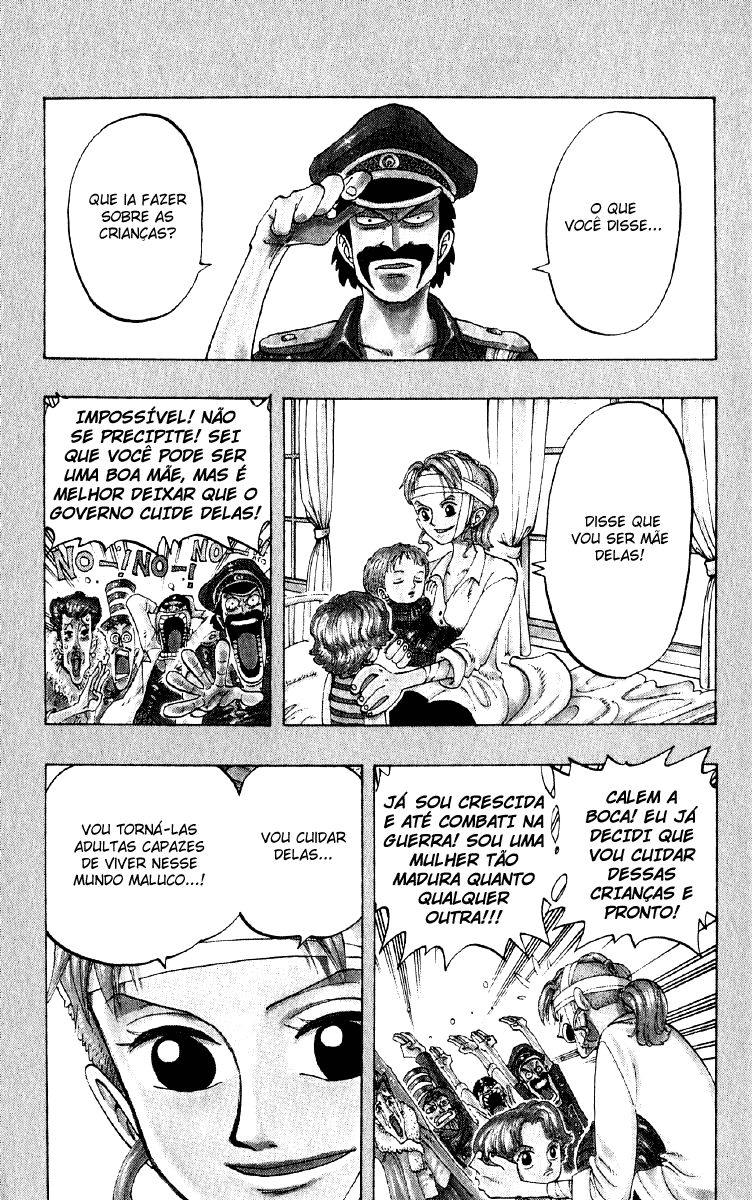 O QUE
VOCÊ DISSE...
QUE IA FAZER
SOBRE AS
CRIANÇAS?
DISSE QUE
VOU SER MÃE
DELAS!
IMPOSSÍVEL! NÃO
SE PRECIPITE! SEI
QUE VOCÊ PODE SER
UMA BOA MÃE, MAS É
MELHOR DEIXAR QUE O
GOVERNO CUIDE DELAS!
NO-! NO-! NO-!
CALEM A
BOCA! EU JÁ
DECIDI QUE
VOU CUIDAR
DESSAS
CRIANÇAS E
PRONTO!
JÁ SOU CRESCIDA
E ATÉ COMBATI NA
GUERRA! SOU UMA
MULHER TÃO
MADURA QUANTO
QUALQUER
OUTRA!!!
VOU CUIDAR
DELAS...
VOU TORNÁ-LAS
ADULTAS CAPAZES
DE VIVER NESSE
MUNDO MALUCO...!